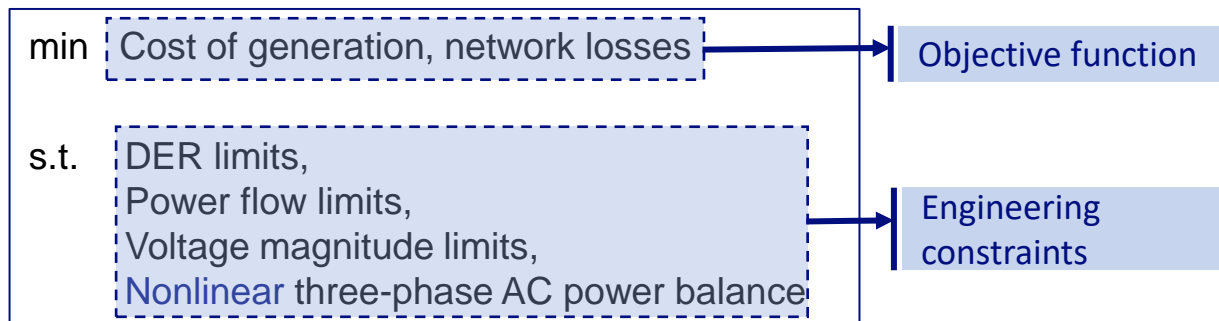 min Cost of generation, network losses
Objective function
s.t. DER limits,
Power flow limits,
Voltage magnitude limits,
Nonlinear three-phase AC power balance
Engineering
constraints